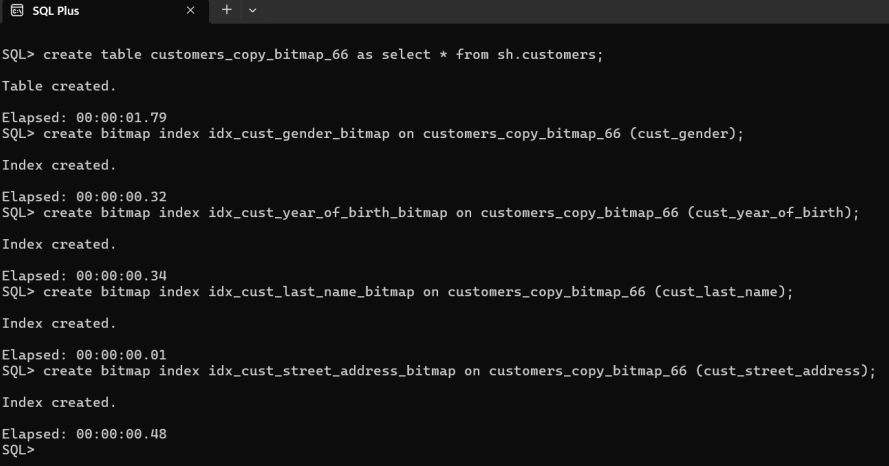 SQL Plus
SQL> create table customers_copy_bitmap_66 as select * from sh.customers;
Table created.
Elapsed: 00:00:01.79
SQL> create bitmap index idx_cust_gender_bitmap on customers_copy_bitmap_66 (cust_gender);
Index created.
Elapsed: 00:00:00.32
SQL> create bitmap index idx_cust_year_of_birth_bitmap on customers_copy_bitmap_66 (cust_year_of_birth);
Index created.
Elapsed: 00:00:00.34
SQL> create bitmap index idx_cust_last_name_bitmap on customers_copy_bitmap_66 (cust_last_name);
Index created.
Elapsed: 00:00:00.01
SQL> create bitmap index idx_cust_street_address_bitmap on customers_copy_bitmap_66 (cust_street_address);
Index created.
Elapsed: 00:00:00.48
SQL>